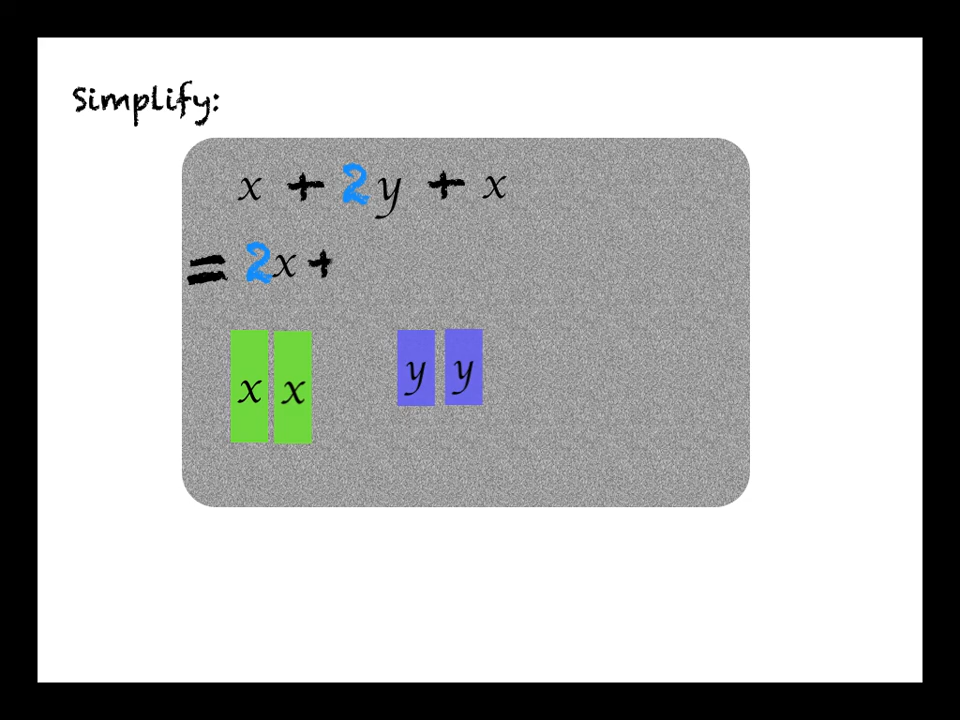 Simplify:
x + 2y + x
= 2x +
x x y y